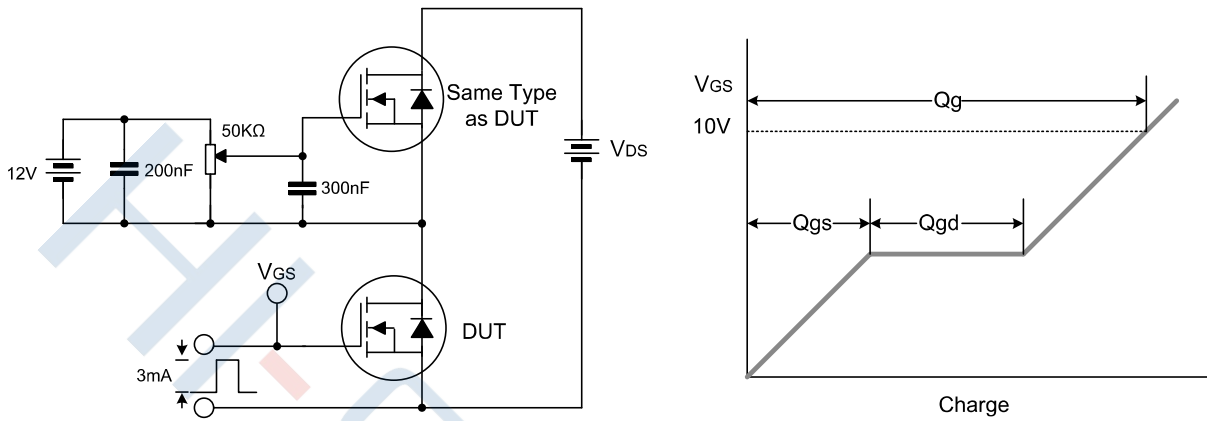 12V
200nF
50KΩ
300nF
Same Type
as DUT
VDS
VGS
DUT
3mA
VGS
10V
Qg
Qgs
Qgd
Charge